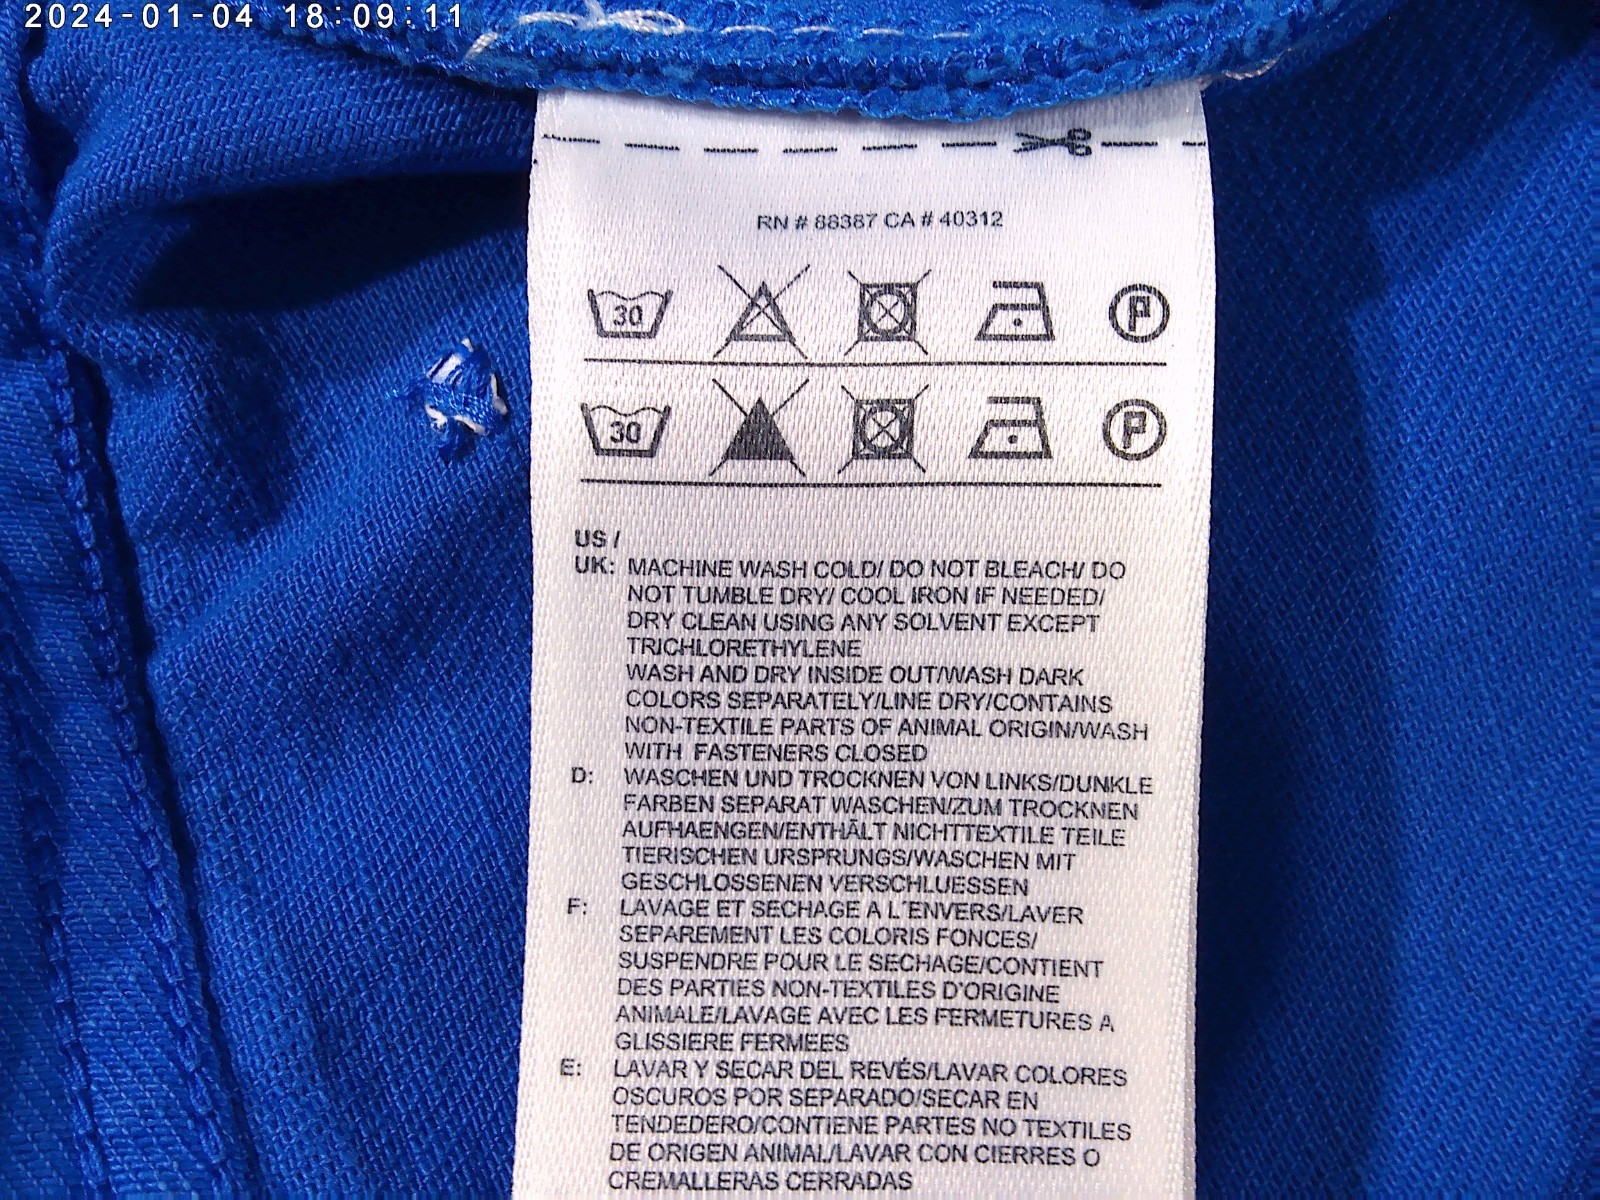 2024-01-04 18:09:11
RN # 88387 CA # 40312
30 P
30 P
US /
UK: MACHINE WASH COLD/ DO NOT BLEACH/ DO
NOT TUMBLE DRY/ COOL IRON IF NEEDED/
DRY CLEAN USING ANY SOLVENT EXCEPT
TRICHLORETHYLENE
WASH AND DRY INSIDE OUT/WASH DARK
COLORS SEPARATELY/LINE DRY/CONTAINS
NON-TEXTILE PARTS OF ANIMAL ORIGIN/WASH
WITH FASTENERS CLOSED
D: WASCHEN UND TROCKNEN VON LINKS/DUNKLE
FARBEN SEPARAT WASCHEN/ZUM TROCKNEN
AUFHAENGEN/ENTHÄLT NICHTTEXTILE TEILE
TIERISCHEN URSPRUNGS/WASCHEN MIT
GESCHLOSSENEN VERSCHLUESSEN
F: LAVAGE ET SECHAGE A L'ENVERS/LAVER
SEPAREMENT LES COLORIS FONCES/
SUSPENDRE POUR LE SECHAGE/CONTIENT
DES PARTIES NON-TEXTILES D'ORIGINE
ANIMALE/LAVAGE AVEC LES FERMETURES A
GLISSIERE FERMEES
E: LAVAR Y SECAR DEL REVÉS/LAVAR COLORES
OSCUROS POR SEPARADO/SECAR EN
TENDEDERO/CONTIENE PARTES NO TEXTILES
DE ORIGEN ANIMAL/LAVAR CON CIERRES O
CREMALLERAS CERRADAS